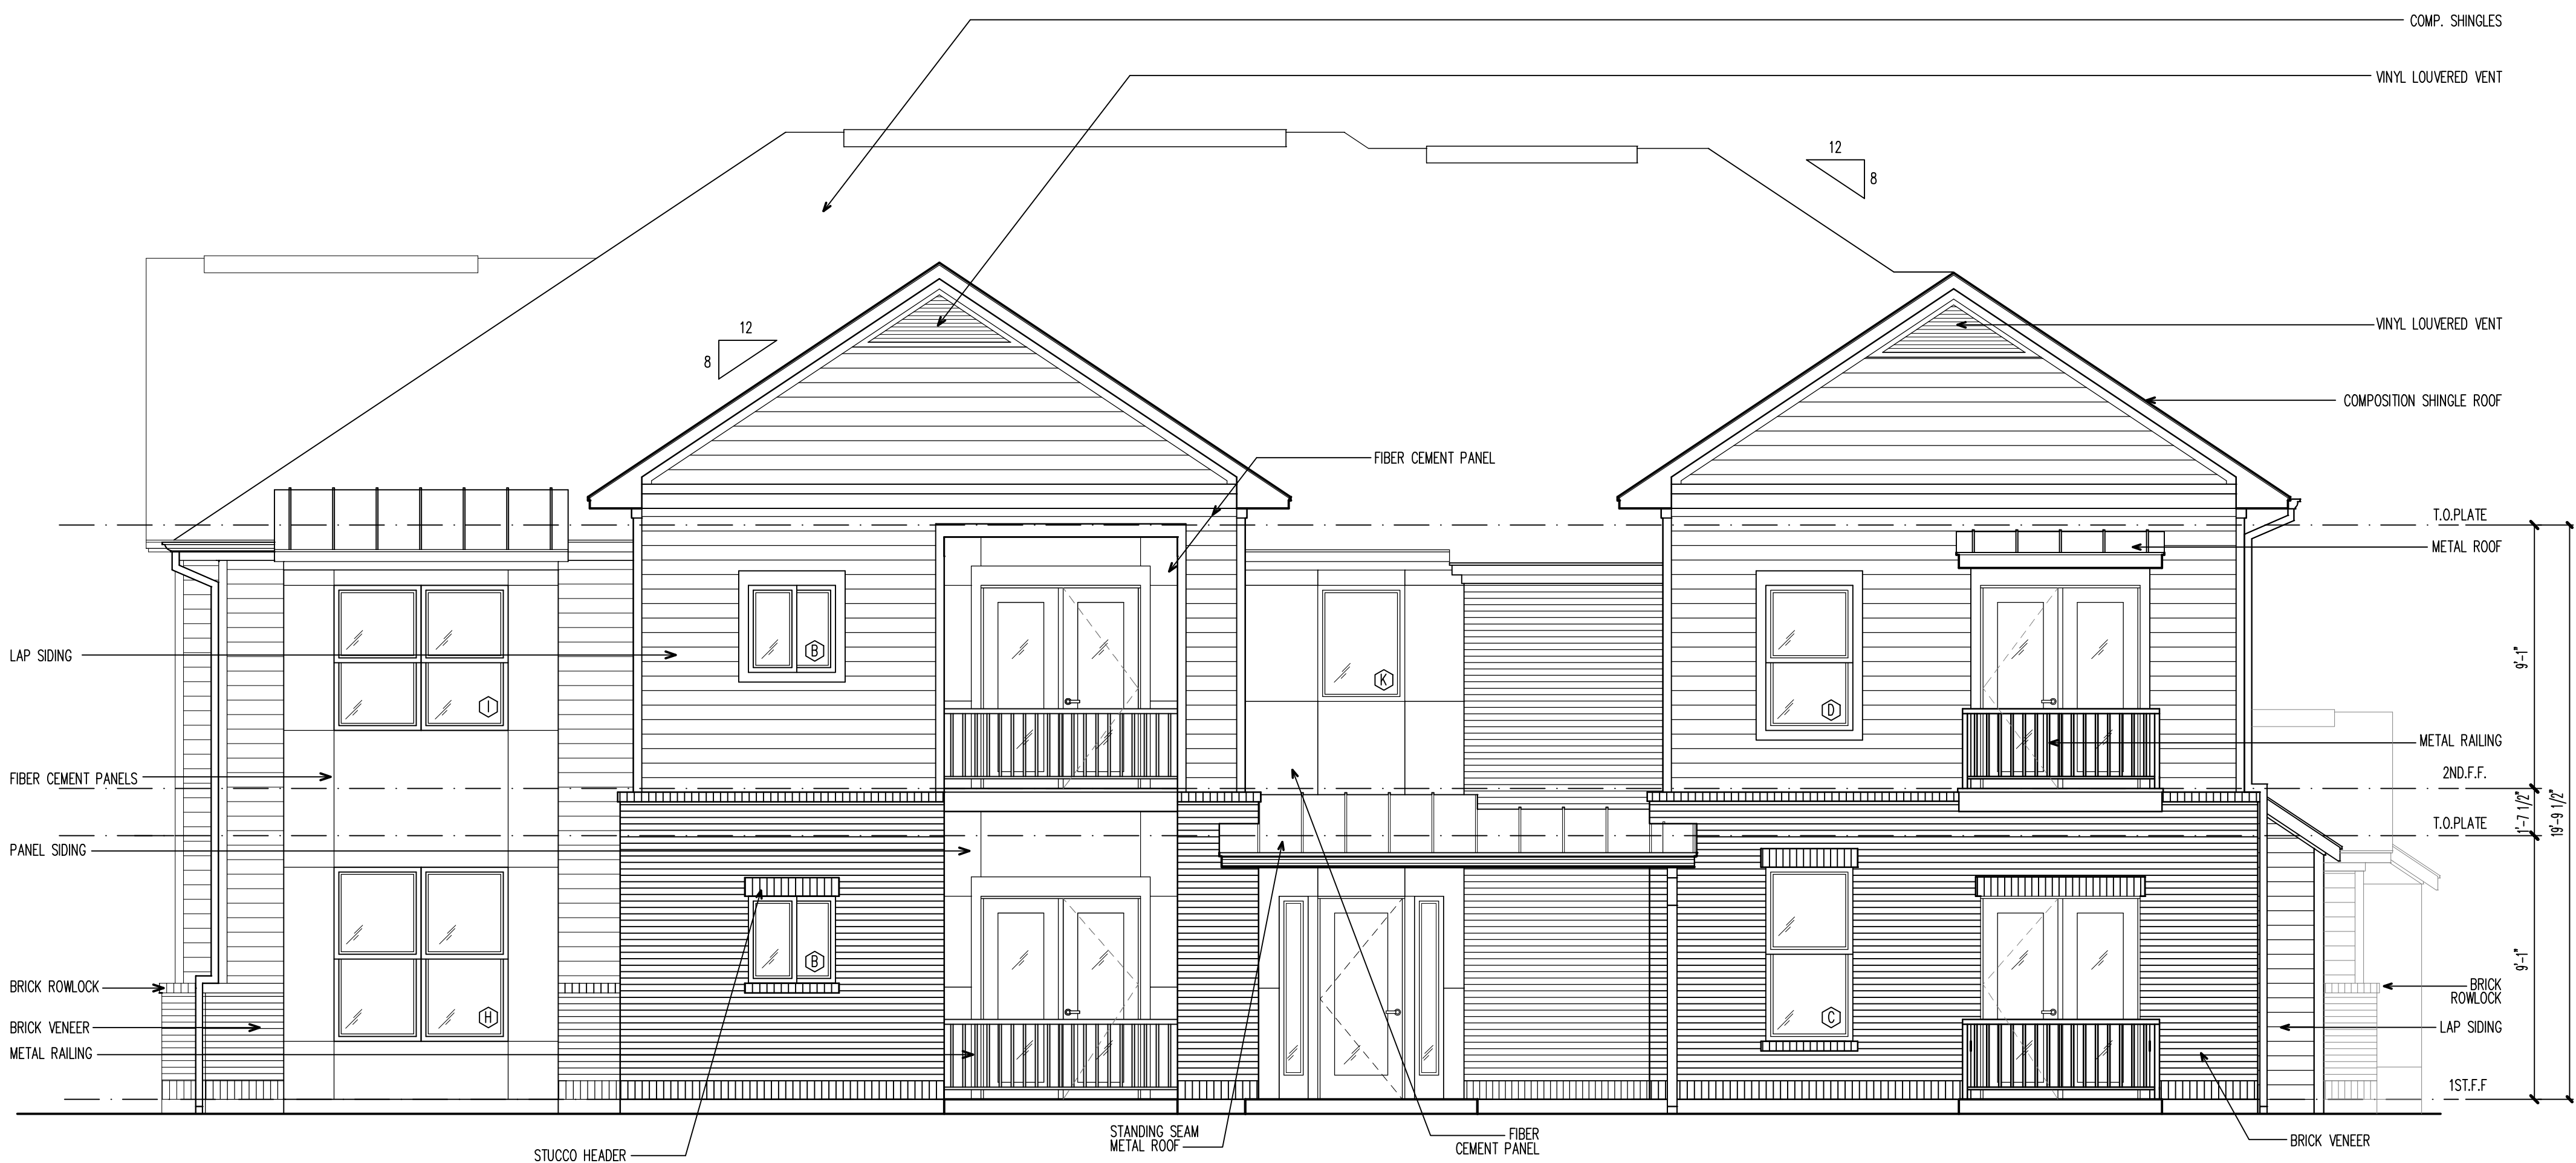 COMP. SHINGLES
VINYL LOUVERED VENT
12
8
12
8
VINYL LOUVERED VENT
COMPOSITION SHINGLE ROOF
FIBER CEMENT PANEL
T.O.PLATE
METAL ROOF
LAP SIDING
B
K
D
I
9'-1"
METAL RAILING
2ND.F.F.
FIBER CEMENT PANELS
1'-7 1/2"
19'-9 1/2"
T.O.PLATE
PANEL SIDING
B
9'-1"
BRICK ROWLOCK
BRICK
ROWLOCK
H
C
BRICK VENEER
LAP SIDING
METAL RAILING
1ST.F.F
STANDING SEAM
METAL ROOF
FIBER
CEMENT PANEL
BRICK VENEER
STUCCO HEADER